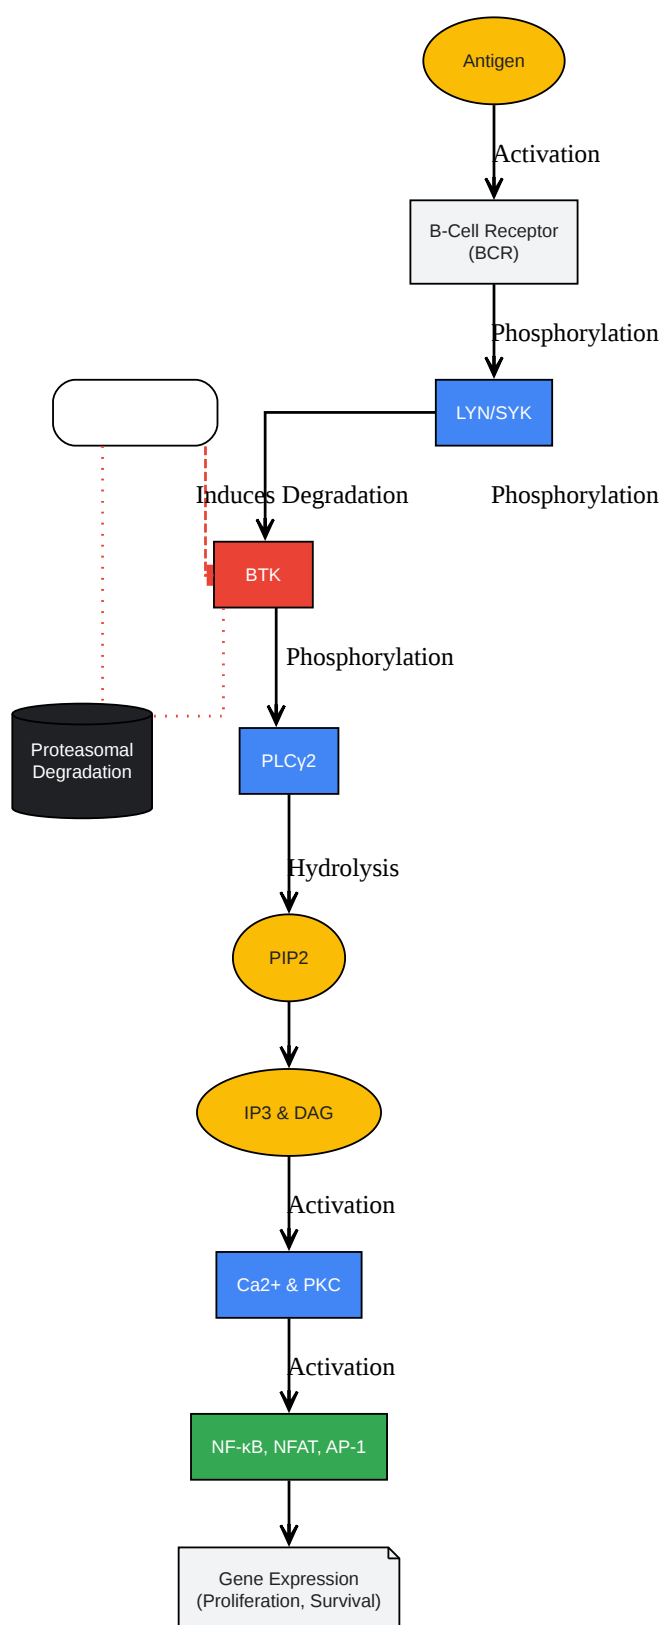 Antigen
Activation
B-Cell Receptor
(BCR)
Phosphorylation
LYN/SYK
Induces Degradation
Phosphorylation
BTK
Phosphorylation
Proteasomal
Degradation
PLCγ2
Hydrolysis
PIP2
IP3 & DAG
Activation
Ca2+ & PKC
Activation
NF-κB, NFAT, AP-1
Gene Expression
(Proliferation, Survival)